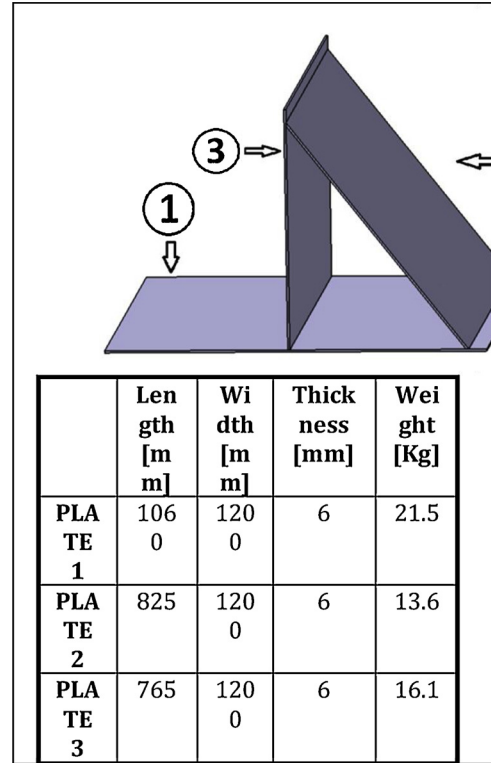 3
1
Len
gth
[m
m]
Wi
dth
[m
m]
Thick
ness
[mm]
Wei
ght
[Kg]
PLA
TE
1
106
0
120
0
6
21.5
PLA
TE
2
825
120
0
6
13.6
PLA
TE
3
765
120
0
6
16.1